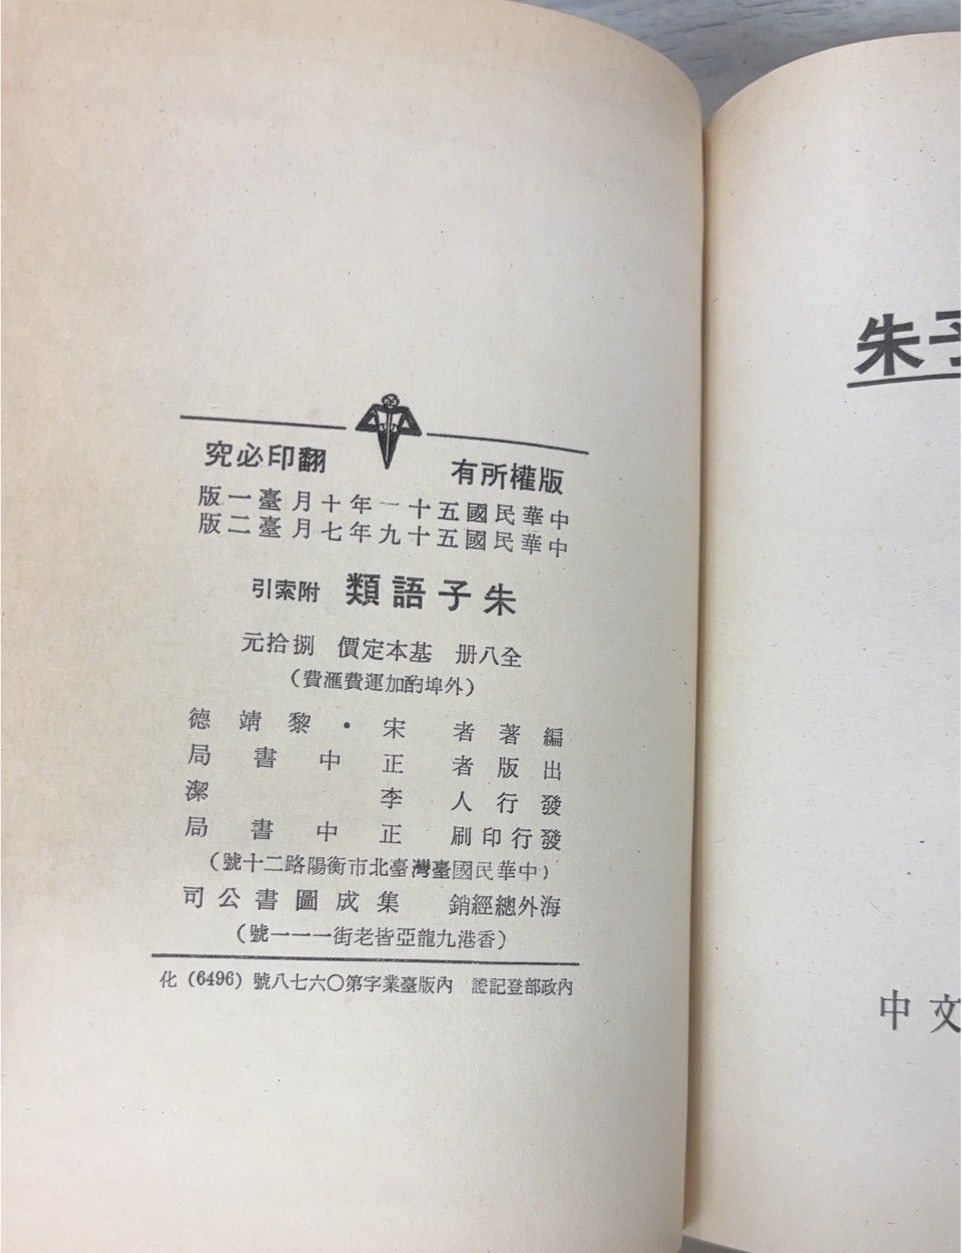 版權所有 翻印必究
中華民國五十一年十月臺一版
中華民國五十九年七月臺二版
朱子語類 附索引
全八册 基本定價 捌拾元
(外埠酌加運費滙費)
編著者 宋・黎靖德
出版者 正中書局
發行人 李潔
發行印刷 正中書局
(中華民國臺灣臺北市衡陽路二十號)
海外總經銷 集成圖書公司
(香港九龍亞皆老街一一一號)
內政部登記證 內版臺業字第〇六七八號(6496)化
朱子
中文